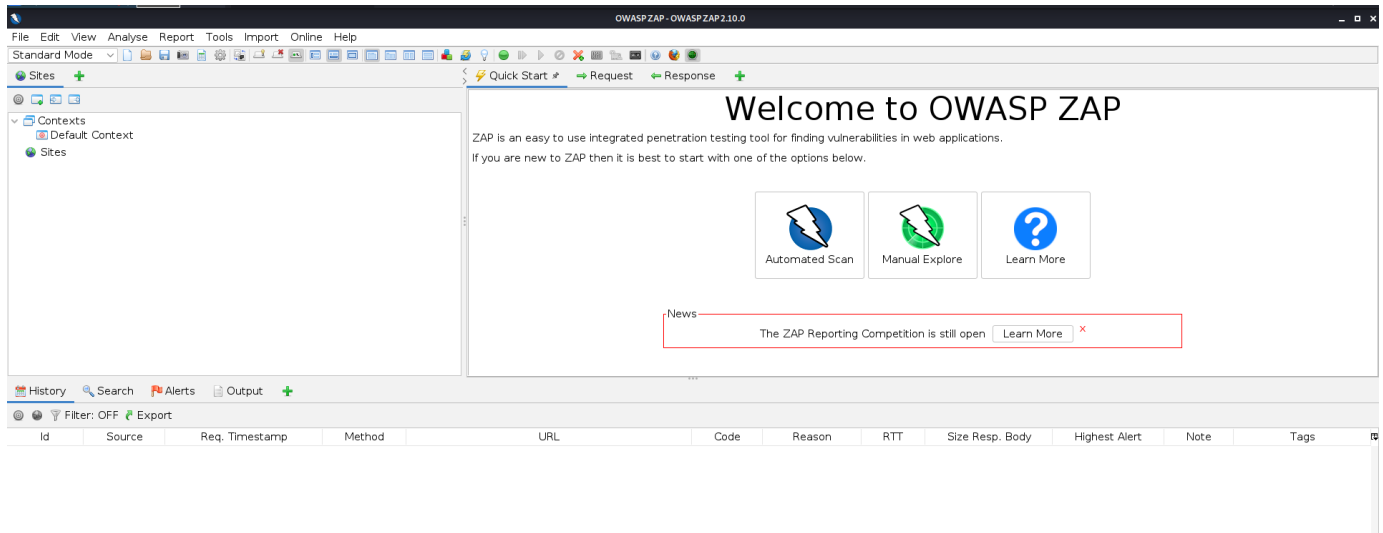 OWASP ZAP - OWASP ZAP 2.10.0
File Edit View Analyse Report Tools Import Online Help
Standard Mode
Sites
Quick Start Request Response
Contexts
Default Context
Sites
Welcome to OWASP ZAP
ZAP is an easy to use integrated penetration testing tool for finding vulnerabilities in web applications.
If you are new to ZAP then it is best to start with one of the options below.
Automated Scan Manual Explore Learn More
News
The ZAP Reporting Competition is still open Learn More x
History Search Alerts Output
Filter: OFF Export
Id Source Req. Timestamp Method URL Code Reason RTT Size Resp. Body Highest Alert Note Tags